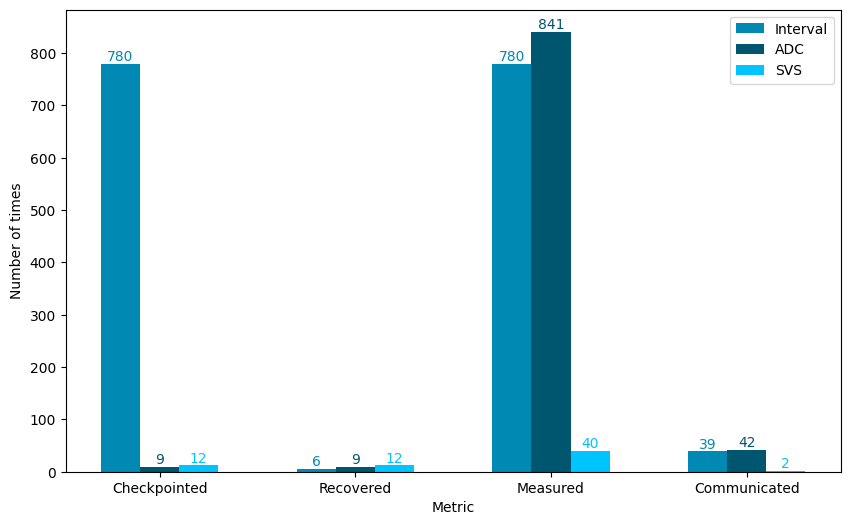 Number of times
800
700
600
500
400
300
200
100
0
780
9
12
6
9
12
780
841
40
39
42
2
Checkpointed
Recovered
Measured
Communicated
Metric
Interval
ADC
SVS